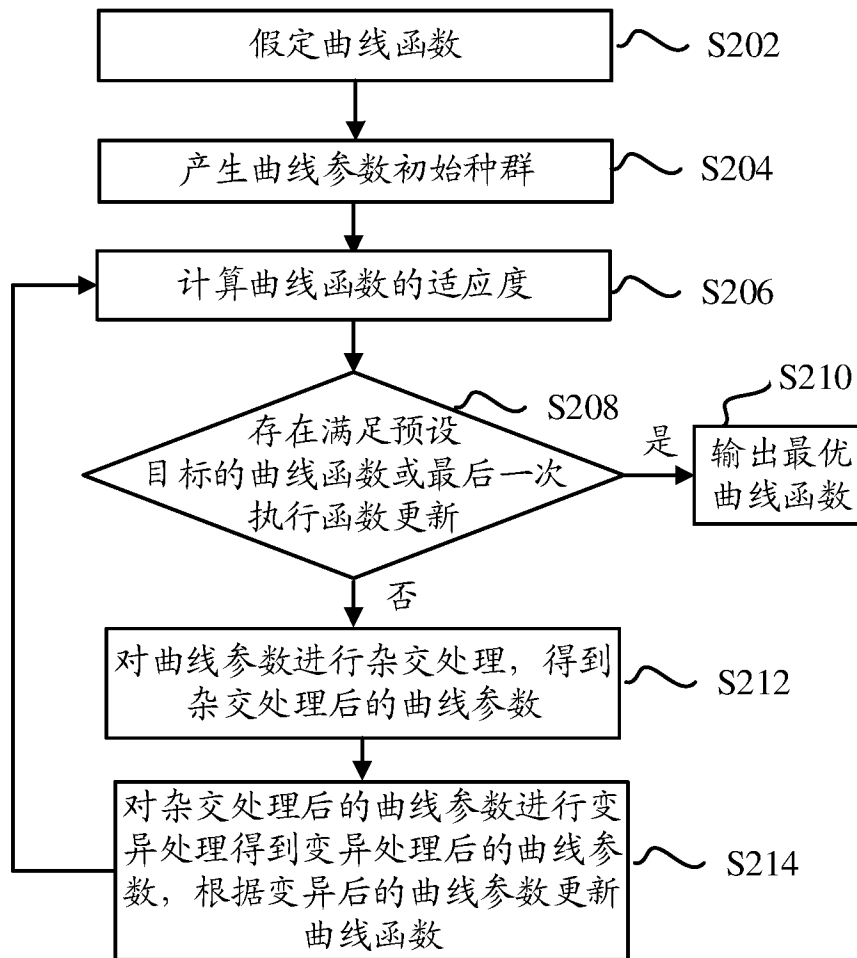 假定曲线函数
S202
产生曲线参数初始种群
S204
计算曲线函数的适应度
S206
S208
存在满足预设
目标的曲线函数或最后一次
执行函数更新
是
S210
输出最优
曲线函数
否
对曲线参数进行杂交处理，得到
杂交处理后的曲线参数
S212
对杂交处理后的曲线参数进行变
异处理得到变异处理后的曲线参
数，根据变异后的曲线参数更新
曲线函数
S214